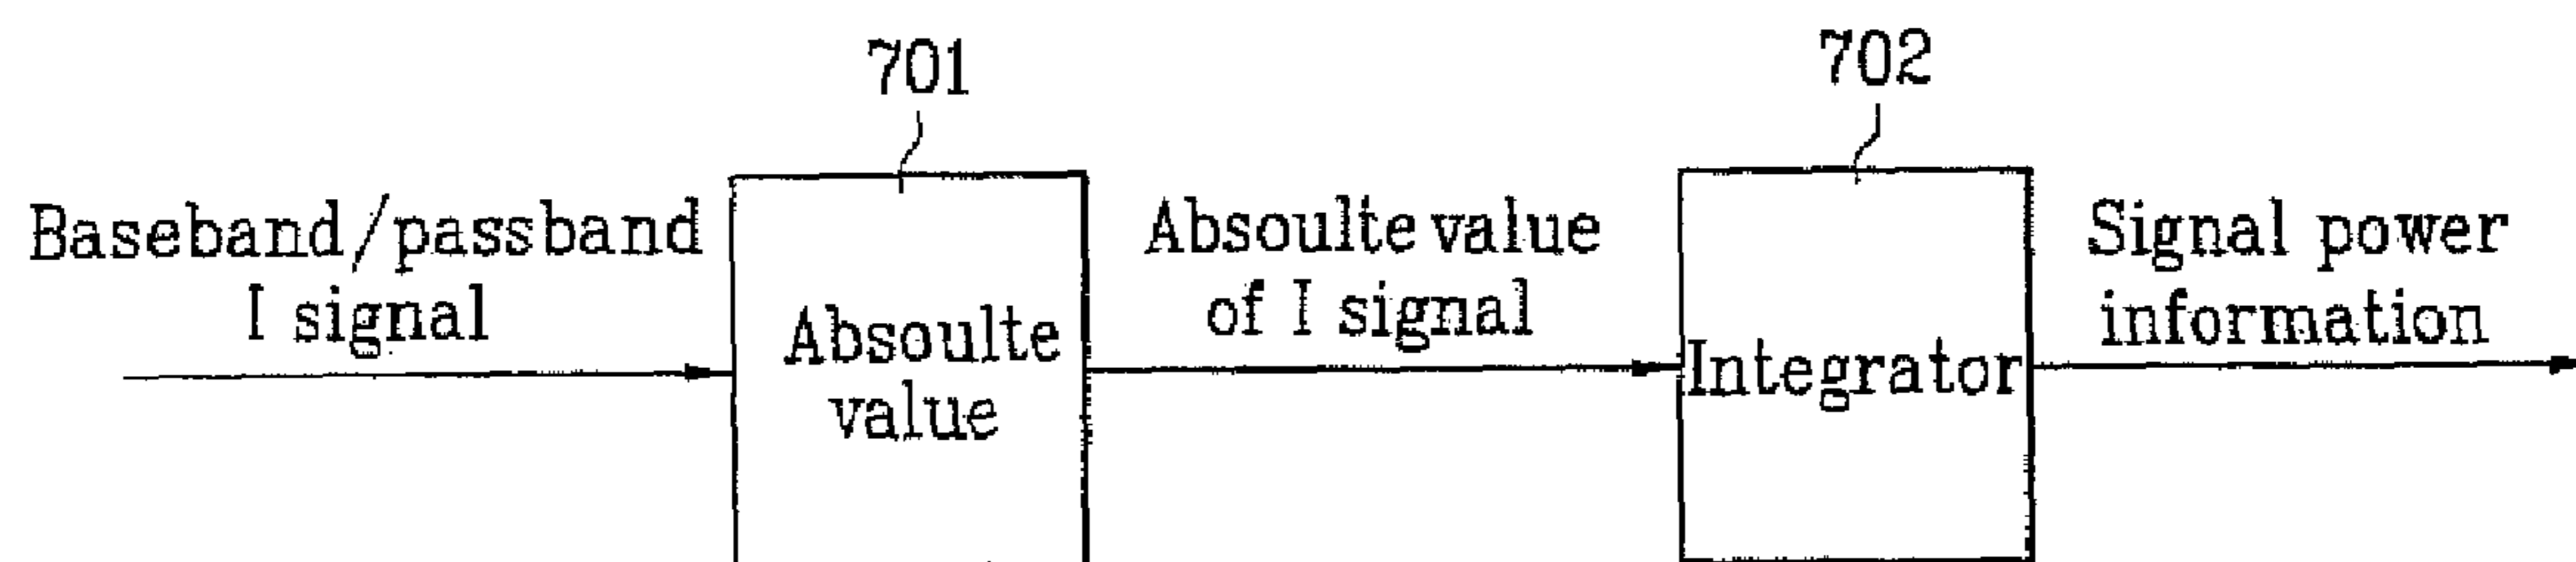 701
702
Baseband/passband
I signal
Absoulte
value
Absoulte value
of I signal
Integrator
Signal power
information